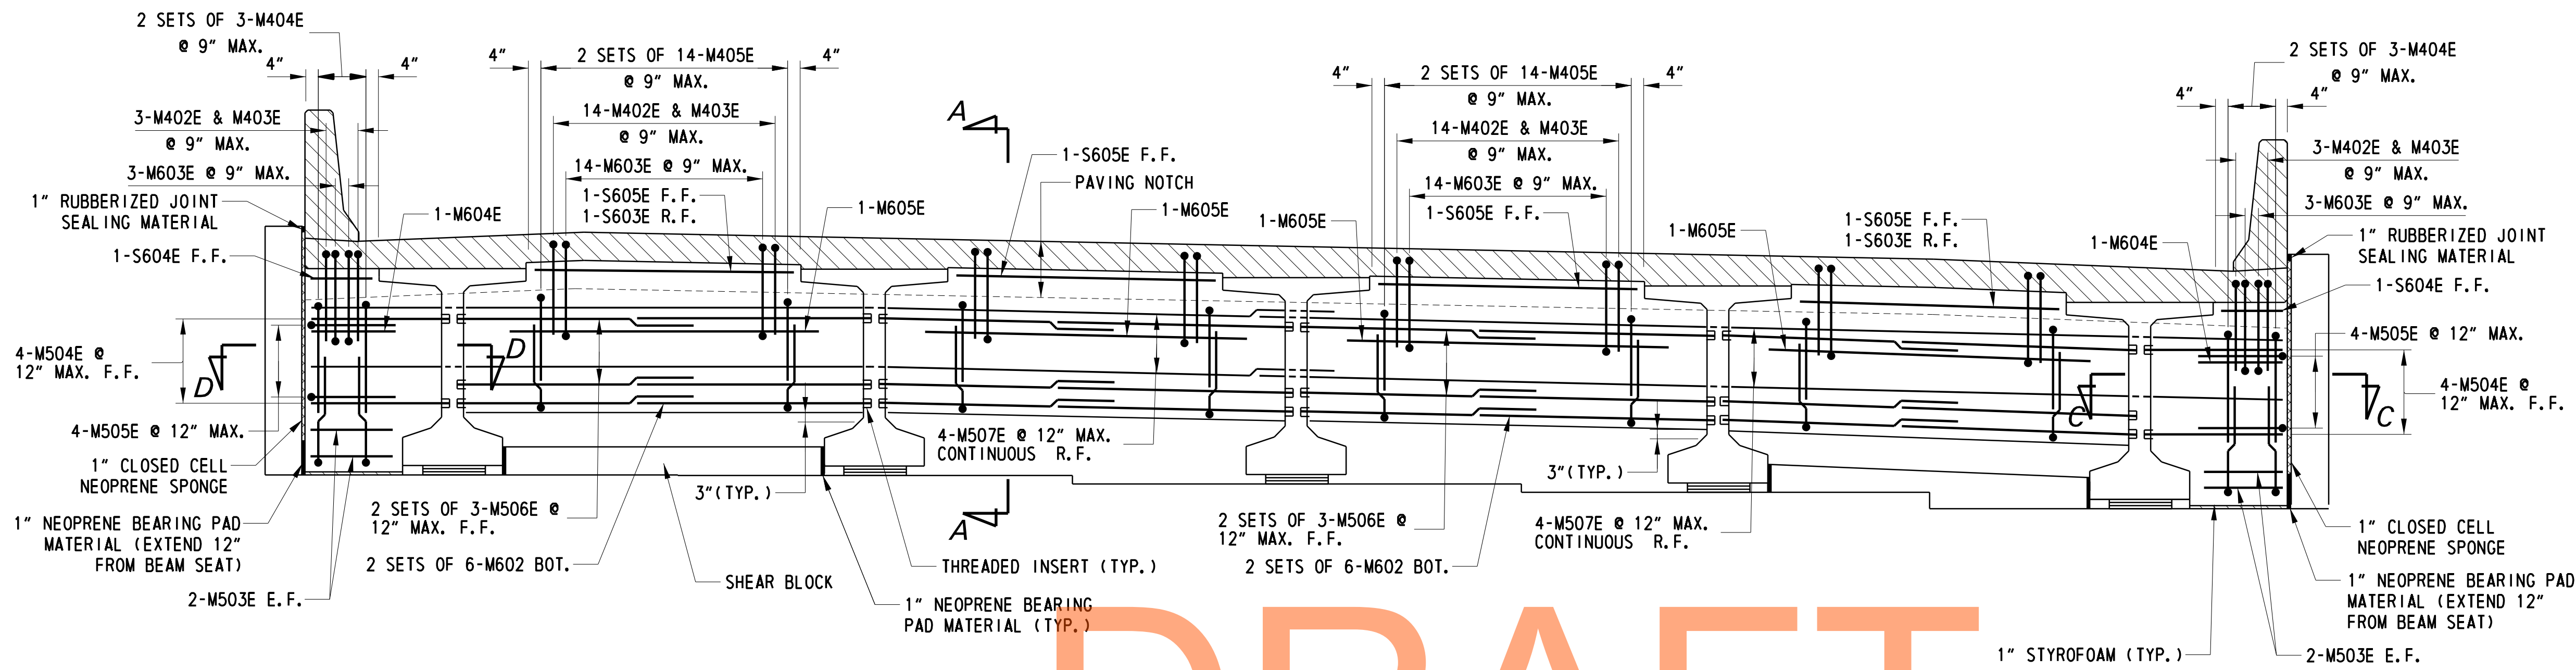 2 SETS OF 3-M404E
@ 9" MAX.
4"
4"
3-M402E & M403E
@ 9" MAX.
3-M603E @ 9" MAX.
1" RUBBERIZED JOINT
SEALING MATERIAL
1-S604E F.F.
1-M604E
4"
2 SETS OF 14-M405E
@ 9" MAX.
4"
14-M402E & M403E
@ 9" MAX.
14-M603E @ 9" MAX.
1-S605E F.F.
1-S603E R.F.
1-M605E
A
1-S605E F.F.
PAVING NOTCH
1-M605E
4"
2 SETS OF 14-M405E
@ 9" MAX.
4"
14-M402E & M403E
@ 9" MAX.
14-M603E @ 9" MAX.
1-S605E F.F.
1-M605E
1-M605E
1-S605E F.F.
1-S603E R.F.
1-M604E
2 SETS OF 3-M404E
@ 9" MAX.
4"
4"
3-M402E & M403E
@ 9" MAX.
3-M603E @ 9" MAX.
1" RUBBERIZED JOINT
SEALING MATERIAL
1-S604E F.F.
4-M505E @ 12" MAX.
4-M504E @
12" MAX. F.F.
C
C
4-M504E @
12" MAX. F.F.
D
D
4-M505E @ 12" MAX.
1" CLOSED CELL
NEOPRENE SPONGE
1" NEOPRENE BEARING PAD
MATERIAL (EXTEND 12"
FROM BEAM SEAT)
2-M503E E.F.
2 SETS OF 3-M506E @
12" MAX. F.F.
2 SETS OF 6-M602 BOT.
3"(TYP.)
SHEAR BLOCK
4-M507E @ 12" MAX.
CONTINUOUS R.F.
A
THREADED INSERT (TYP.)
1" NEOPRENE BEARING
PAD MATERIAL (TYP.)
2 SETS OF 3-M506E @
12" MAX. F.F.
2 SETS OF 6-M602 BOT.
3"(TYP.)
4-M507E @ 12" MAX.
CONTINUOUS R.F.
1" CLOSED CELL
NEOPRENE SPONGE
1" NEOPRENE BEARING PAD
MATERIAL (EXTEND 12"
FROM BEAM SEAT)
1" STYROFOAM (TYP.)
2-M503E E.F.
DRAFT